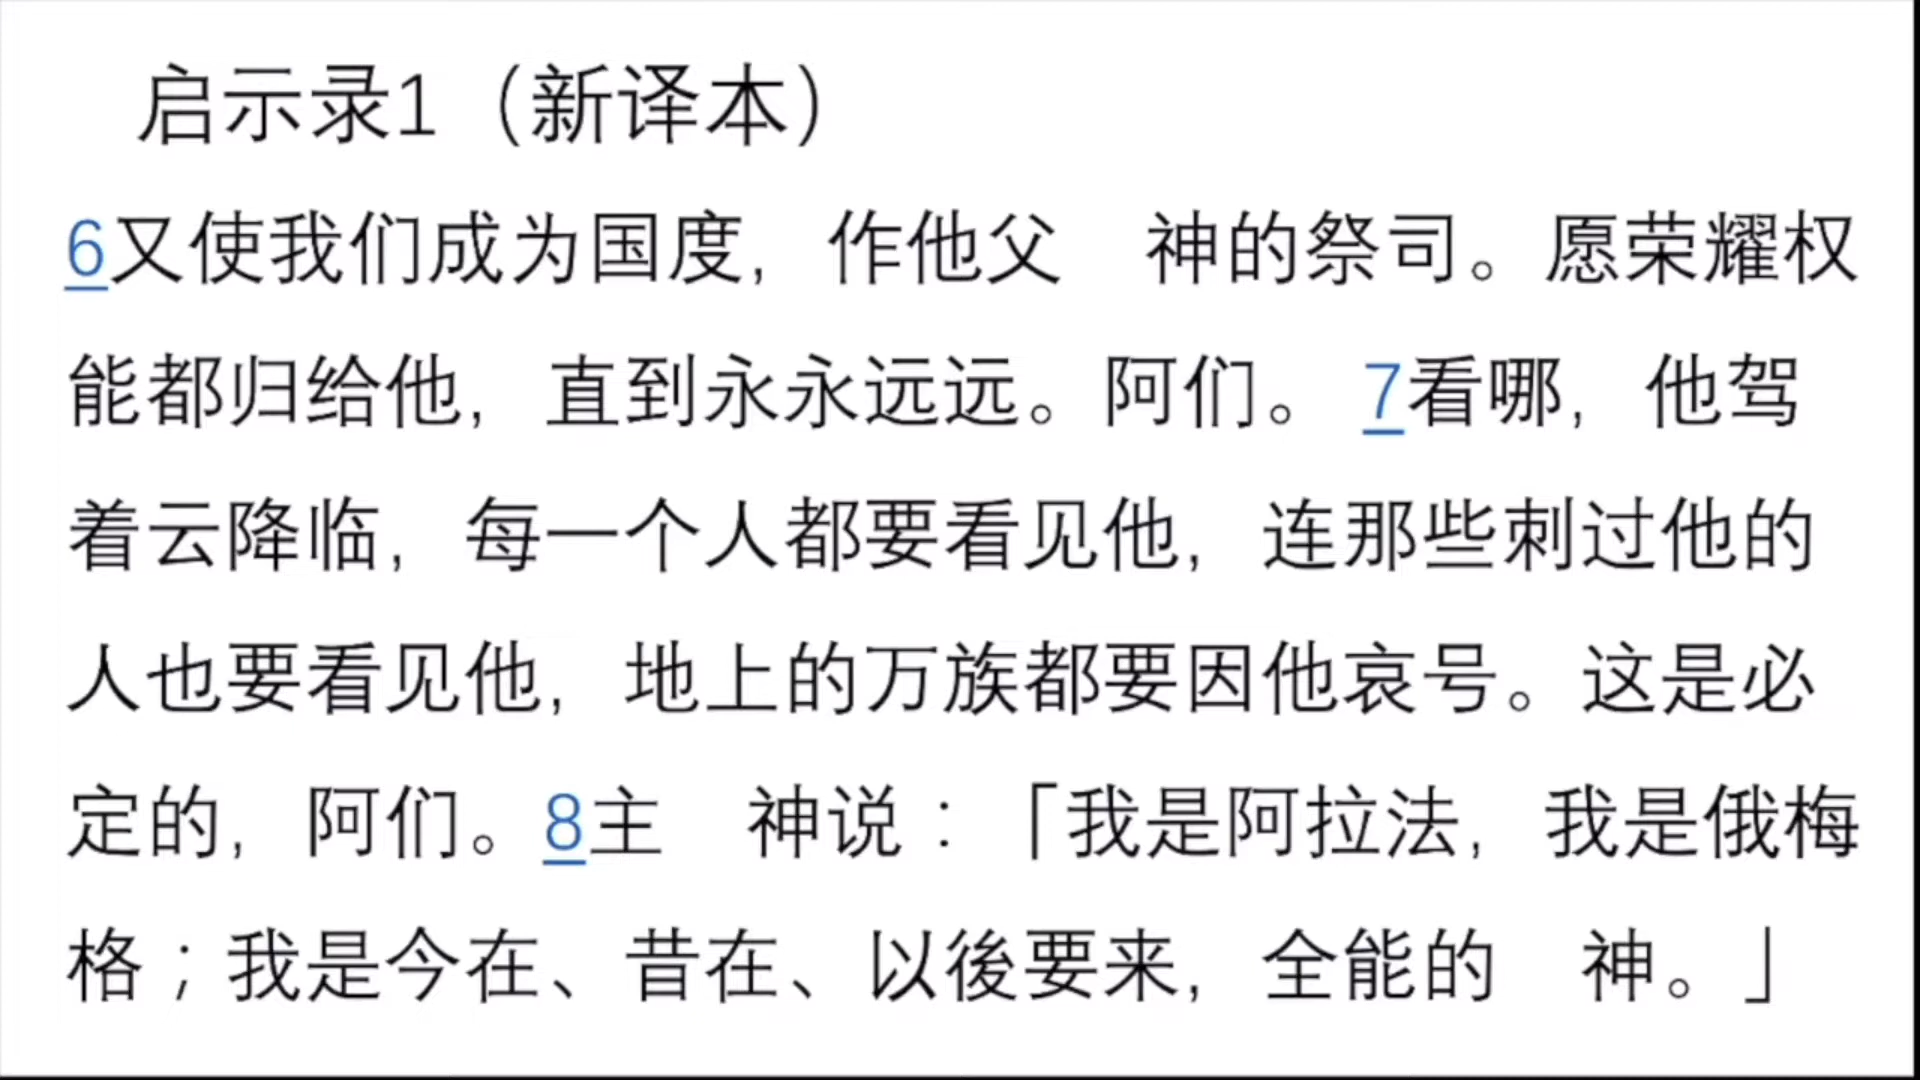 启示录1（新译本）
6又使我们成为国度，作他父　神的祭司。愿荣耀权
能都归给他，直到永永远远。阿们。 7看哪，他驾
着云降临，每一个人都要看见他，连那些刺过他的
人也要看见他，地上的万族都要因他哀号。这是必
定的，阿们。8主　神说：「我是阿拉法，我是俄梅
格；我是今在、昔在、以後要来，全能的　神。」